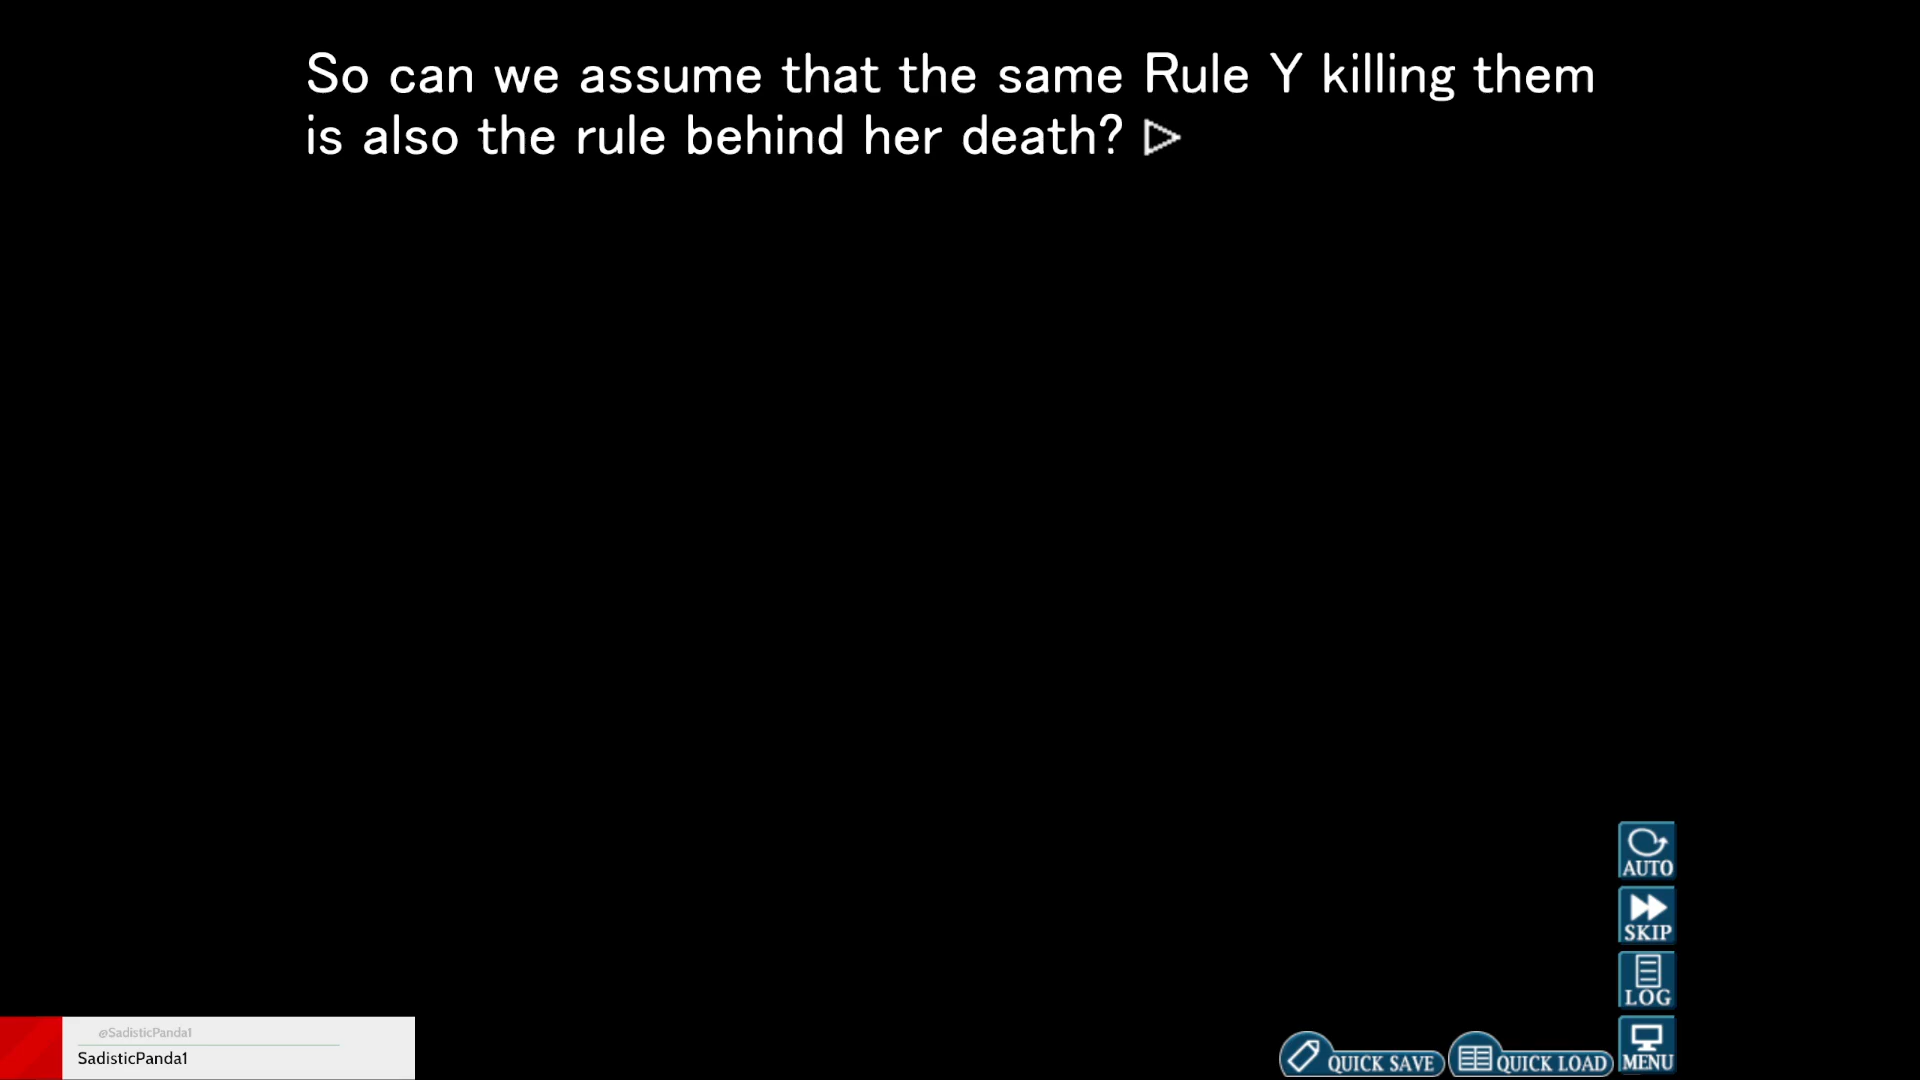 So can we assume that the same Rule Y killing them
is also the rule behind her death?
AUTO
SKIP
LOG
MENU
QUICK SAVE
QUICK LOAD
@SadisticPanda1
SadisticPanda1